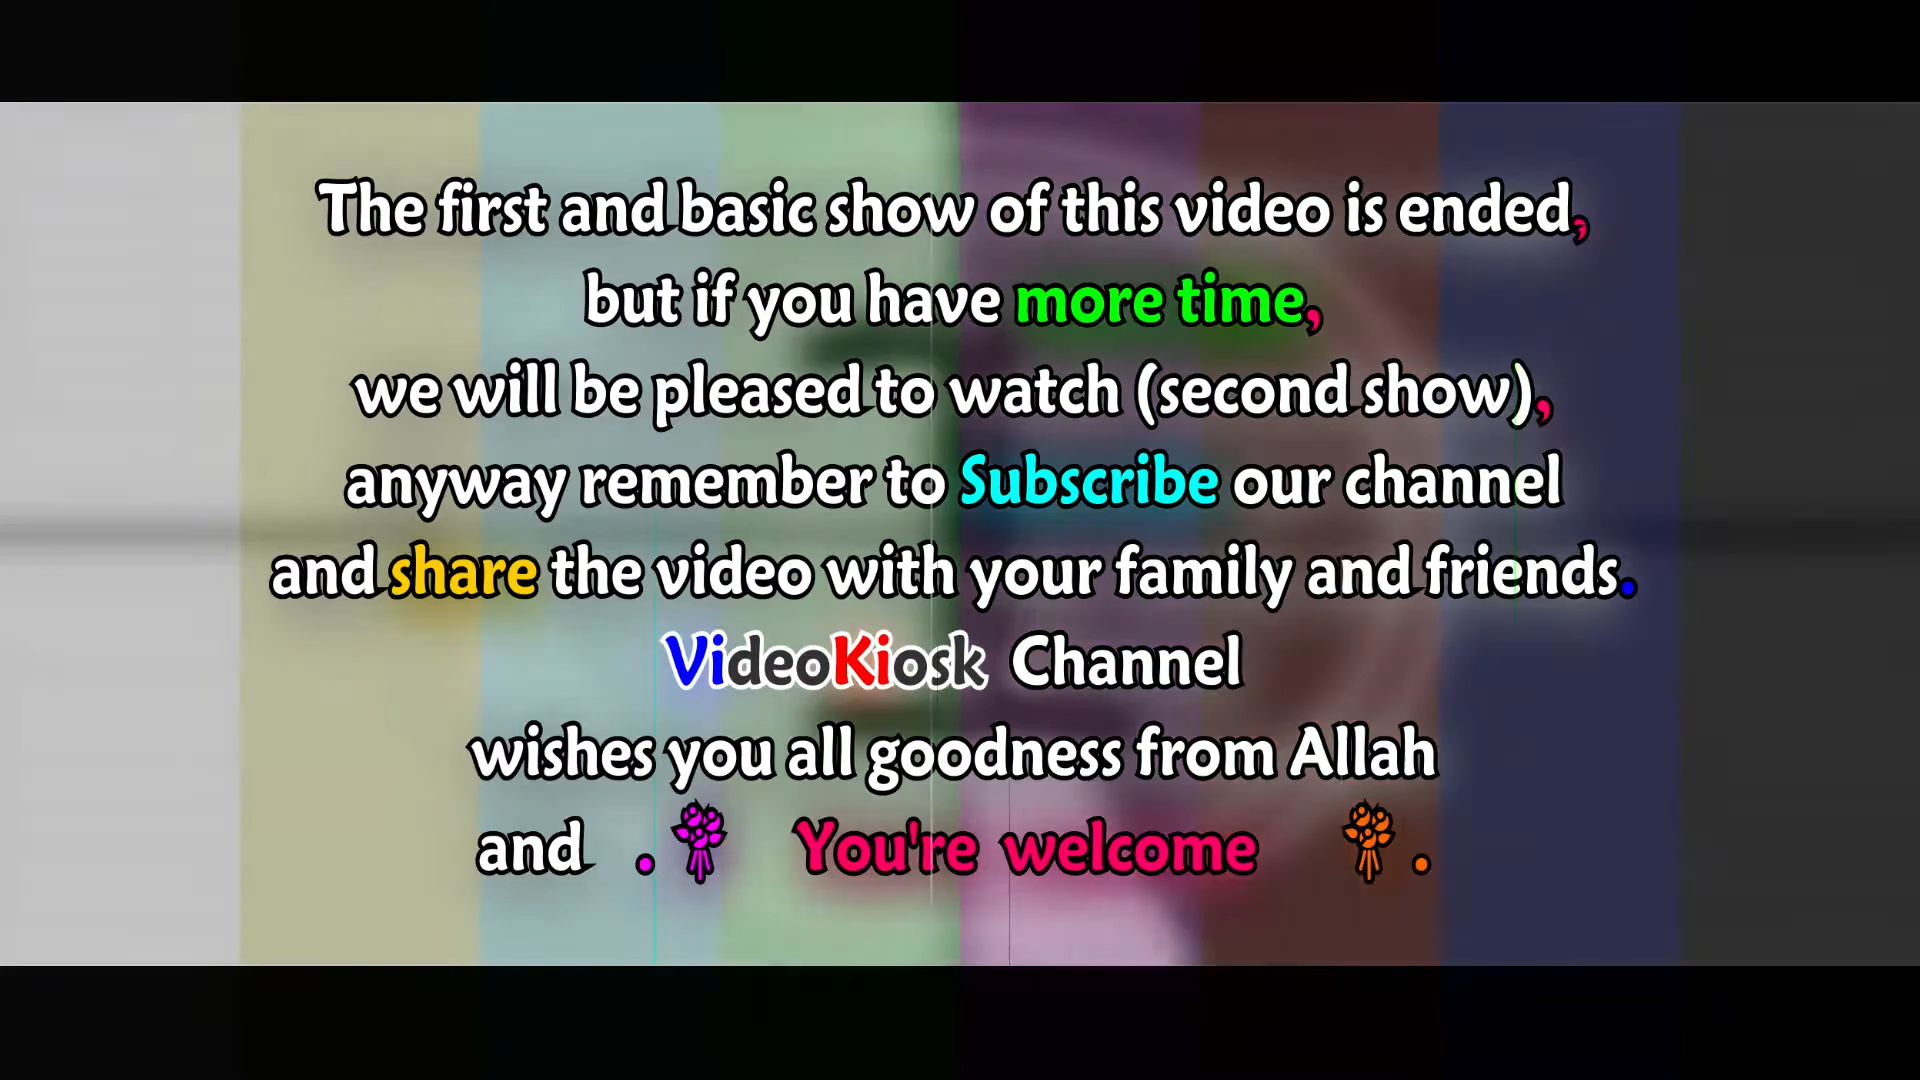 The first and basic show of this video is ended,
but if you have more time,
we will be pleased to watch (second show),
anyway remember to Subscribe our channel
and share the video with your family and friends.
VideoKiosk Channel
wishes you all goodness from Allah
and . You're welcome .